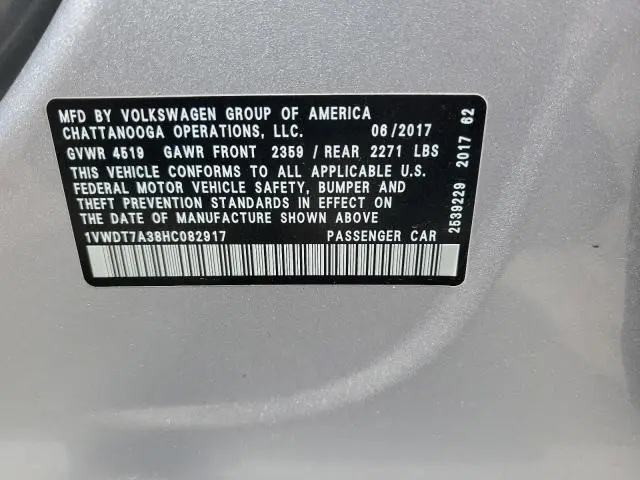 MFD BY VOLKSWAGEN GROUP OF AMERICA
CHATTANOOGA OPERATIONS, LLC. 06/2017
GVWR 4519 GAWR FRONT 2359 / REAR 2271 LBS
THIS VEHICLE CONFORMS TO ALL APPLICABLE U.S.
FEDERAL MOTOR VEHICLE SAFETY, BUMPER AND
THEFT PREVENTION STANDARDS IN EFFECT ON
THE DATE OF MANUFACTURE SHOWN ABOVE
1VWDT7A38HC082917 PASSENGER CAR
2539229 2017 62